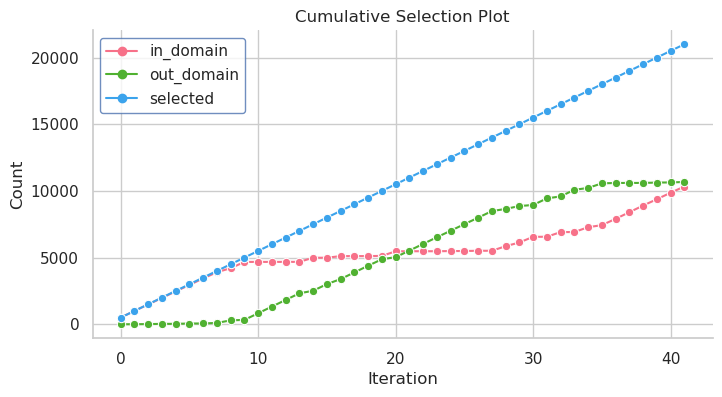 Cumulative Selection Plot
in_domain
out_domain
selected
Count
20000
15000
10000
5000
0
0 10 20 30 40
Iteration